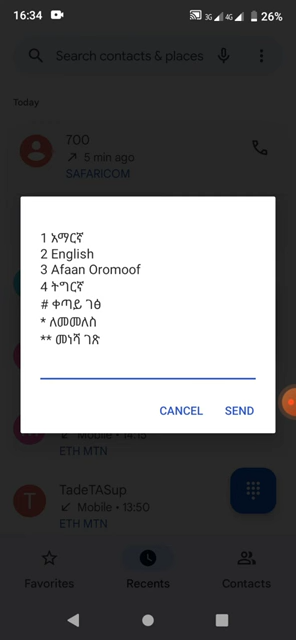 16:34
3G
4G
26%
Search contacts & places
Today
700
↗ 5 min ago
SAFARICOM
1 አማርኛ
2 English
3 Afaan Oromoof
4 ትግርኛ
# ቀጣይ ገፅ
* ለመመለስ
** መነሻ ገጽ
CANCEL SEND
↙ Mobile • 14:15
ETH MTN
T
TadeTASup
↙ Mobile • 13:50
ETH MTN
Favorites Recents Contacts